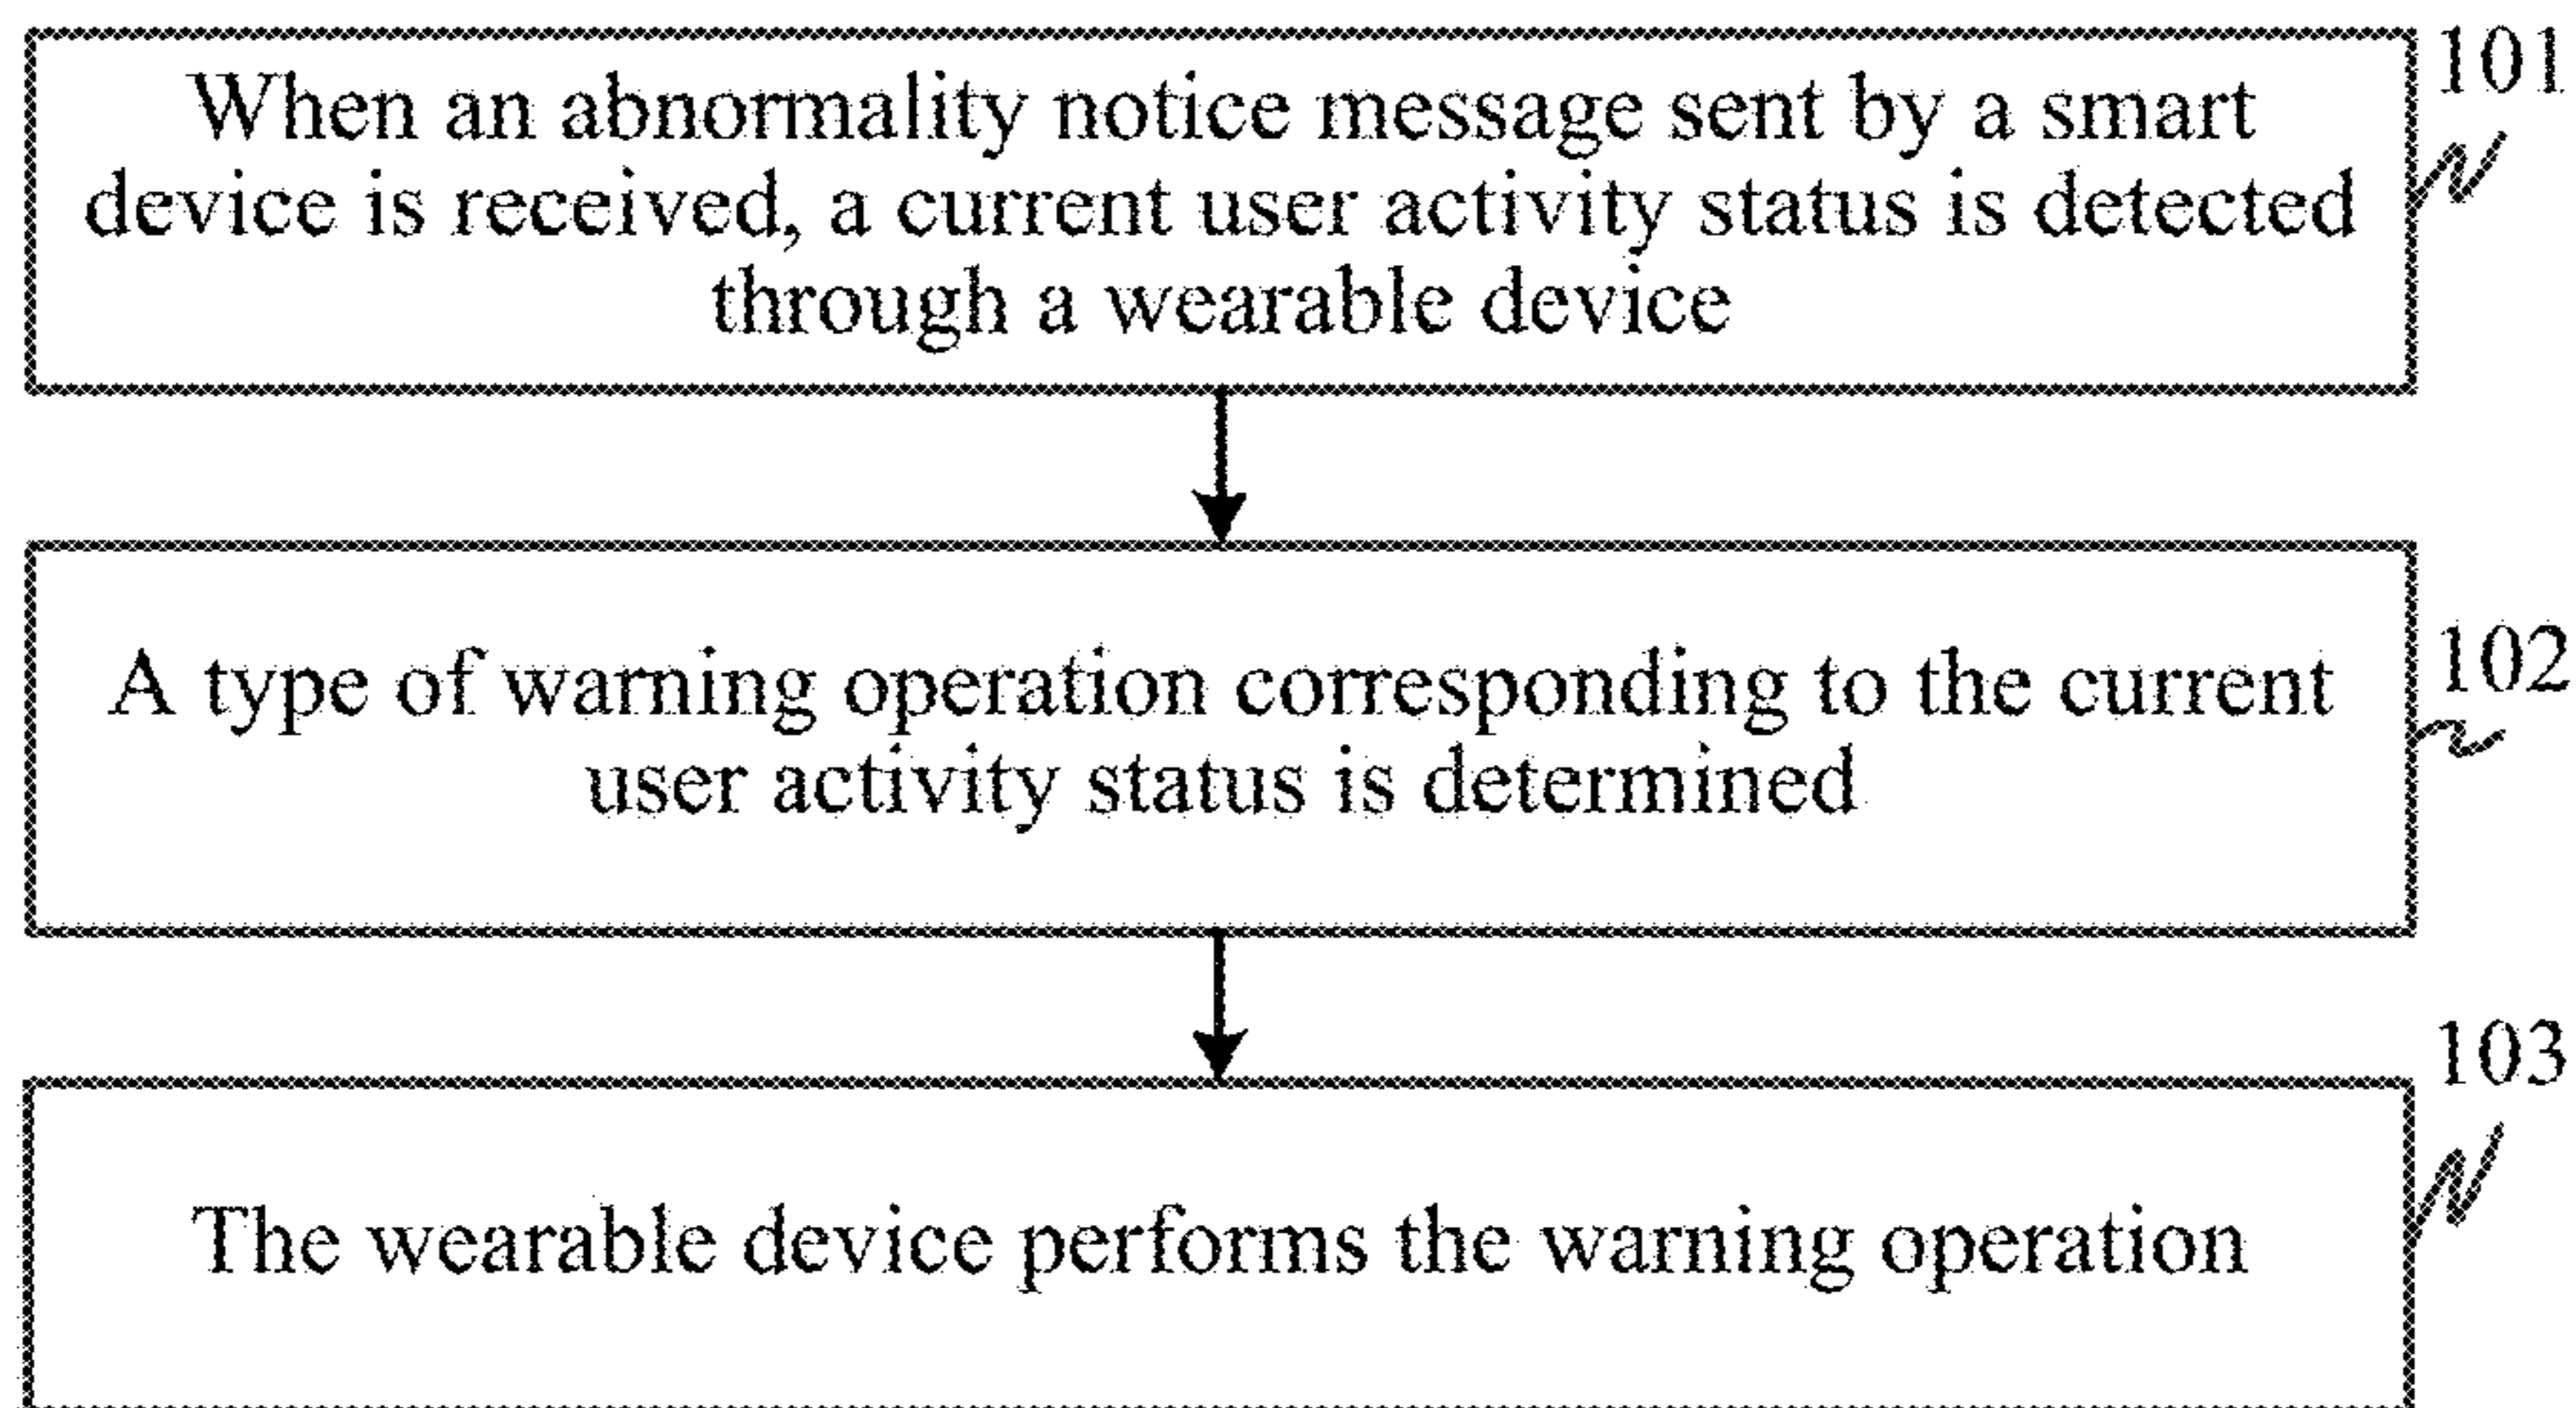 When an abnormality notice message sent by a smart
device is received, a current user activity status is detected
through a wearable device
101
A type of warning operation corresponding to the current
user activity status is determined
102
The wearable device performs the warning operation
103